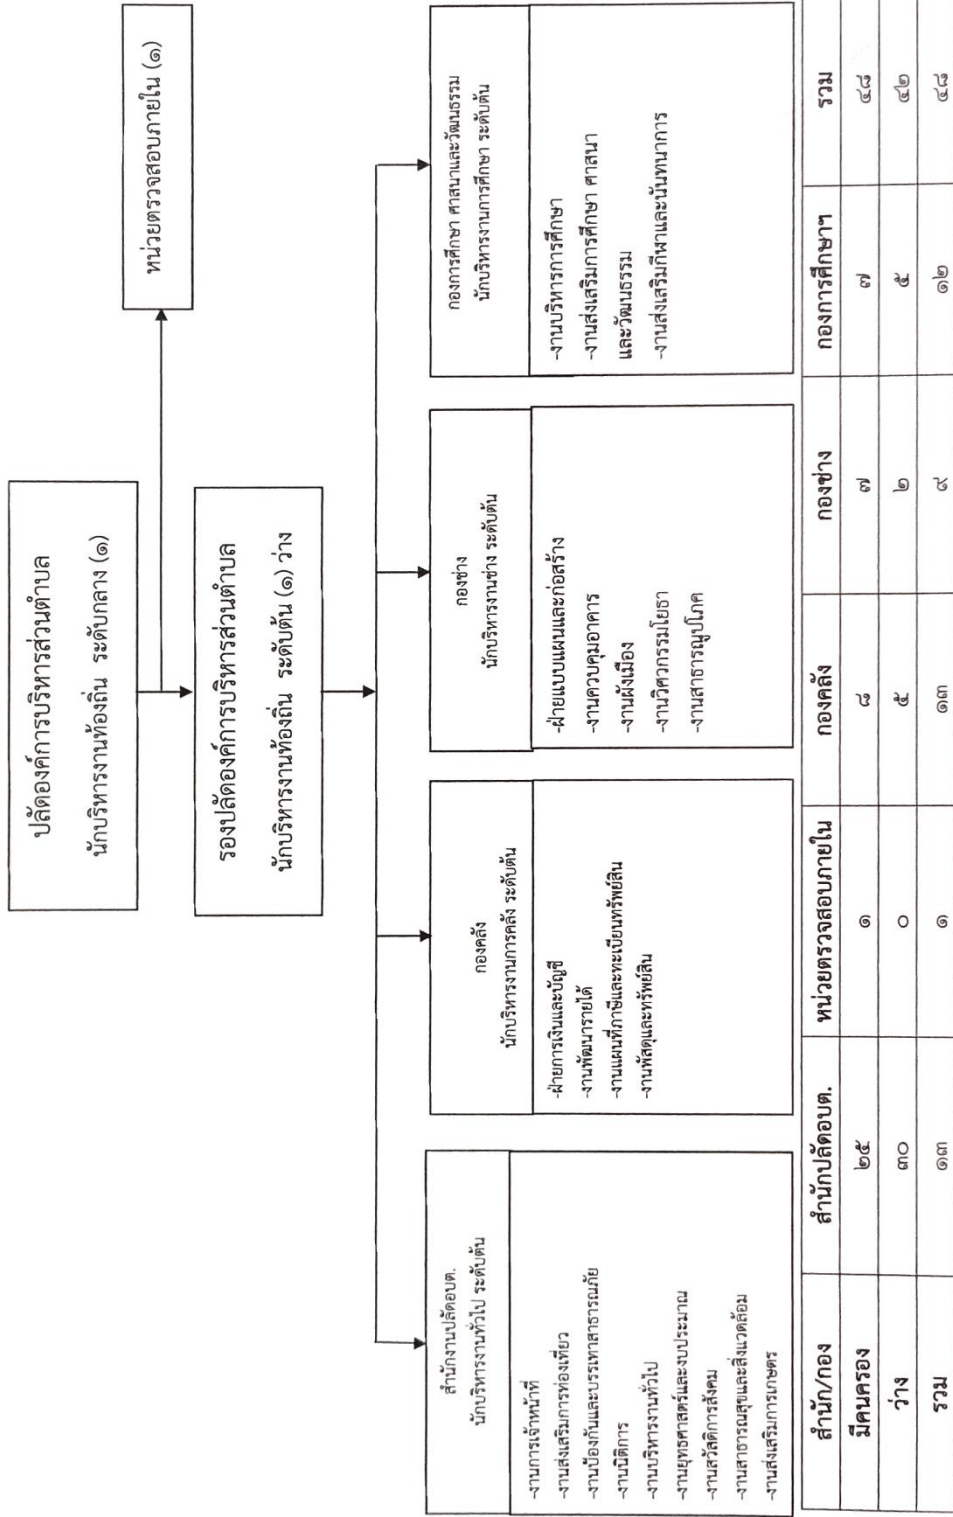 ปลัดองค์การบริหารส่วนตำบล
นักบริหารงานท้องถิ่น ระดับกลาง (๑)
หน่วยตรวจสอบภายใน (๑)
รองปลัดองค์การบริหารส่วนตำบล
นักบริหารงานท้องถิ่น ระดับต้น (๑) ว่าง
สำนักงานปลัดอบต.
นักบริหารงานทั่วไป ระดับต้น
-งานการเจ้าหน้าที่
-งานส่งเสริมการท่องเที่ยว
-งานป้องกันและบรรเทาสาธารณภัย
-งานนิติการ
-งานบริหารงานทั่วไป
-งานยุทธศาสตร์และงบประมาณ
-งานสวัสดิการสังคม
-งานสาธารณสุขและสิ่งแวดล้อม
-งานส่งเสริมการเกษตร
กองคลัง
นักบริหารงานการคลัง ระดับต้น
-ฝ่ายการเงินและบัญชี
-งานพัฒนารายได้
-งานแผนที่ภาษีและทะเบียนทรัพย์สิน
-งานพัสดุและทรัพย์สิน
กองช่าง
นักบริหารงานช่าง ระดับต้น
-ฝ่ายแบบแผนและก่อสร้าง
-งานควบคุมอาคาร
-งานผังเมือง
-งานวิศวกรรมโยธา
-งานสาธารณูปโภค
กองการศึกษา ศาสนาและวัฒนธรรม
นักบริหารงานการศึกษา ระดับต้น
-งานบริหารการศึกษา
-งานส่งเสริมการศึกษา ศาสนา
และวัฒนธรรม
-งานส่งเสริมกีฬาและนันทนาการ
สำนัก/กอง สำนักปลัดอบต. หน่วยตรวจสอบภายใน กองคลัง กองช่าง กองการศึกษาฯ รวม
มีคนครอง ๒๕ ๑ ๘ ๗ ๗ ๔๘
ว่าง ๓๐ ๐ ๕ ๒ ๕ ๔๒
รวม ๑๓ ๑ ๑๓ ๙ ๑๒ ๔๘